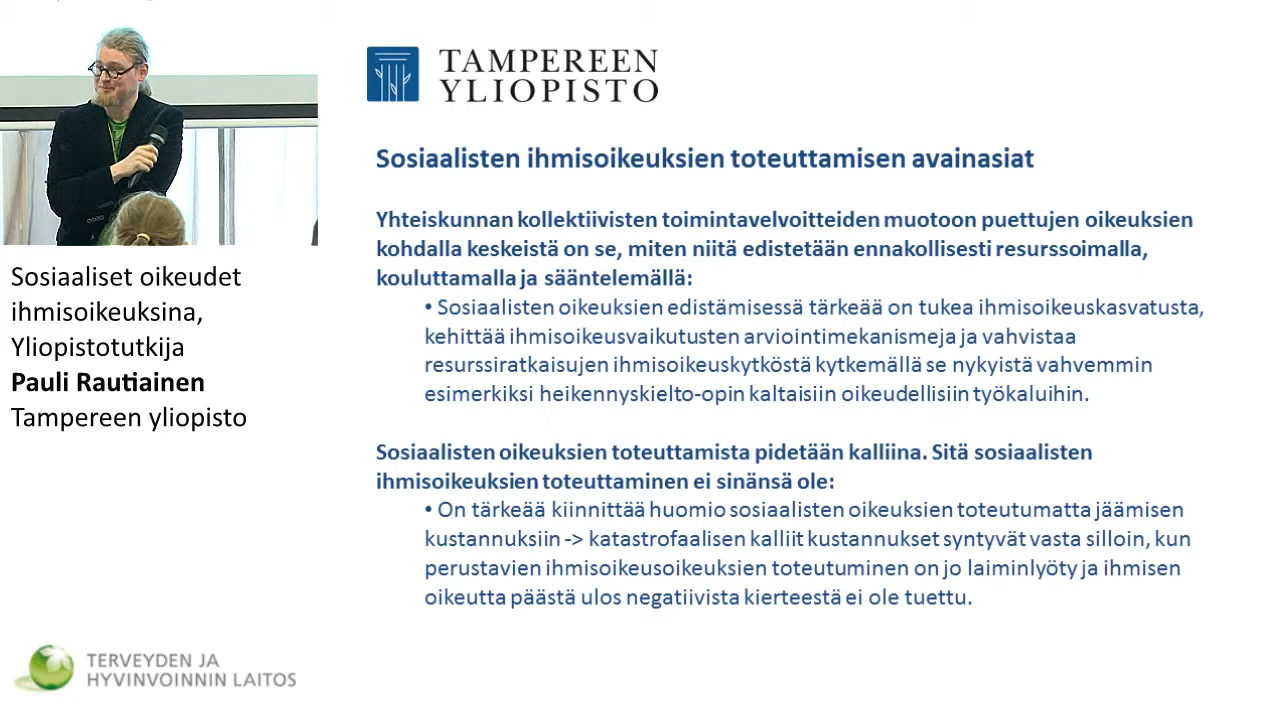 TAMPEREEN
YLIOPISTO
Sosiaalisten ihmisoikeuksien toteuttamisen avainasiat
Yhteiskunnan kollektiivisten toimintavelvoitteiden muotoon puettujen oikeuksien
kohdalla keskeistä on se, miten niitä edistetään ennakollisesti resurssoimalla,
kouluttamalla ja sääntelemällä:
• Sosiaalisten oikeuksien edistämisessä tärkeää on tukea ihmisoikeuskasvatusta,
kehittää ihmisoikeusvaikutusten arviointimekanismeja ja vahvistaa
resurssiratkaisujen ihmisoikeuskytköstä kytkemällä se nykyistä vahvemmin
esimerkiksi heikennyskielto-opin kaltaisiin oikeudellisiin työkaluihin.
Sosiaalisten oikeuksien toteuttamista pidetään kalliina. Sitä sosiaalisten
ihmisoikeuksien toteuttaminen ei sinänsä ole:
• On tärkeää kiinnittää huomio sosiaalisten oikeuksien toteutumatta jäämisen
kustannuksiin -> katastrofaalisen kalliit kustannukset syntyvät vasta silloin, kun
perustavien ihmisoikeusoikeuksien toteutuminen on jo laiminlyöty ja ihmisen
oikeutta päästä ulos negatiivista kierteestä ei ole tuettu.
Sosiaaliset oikeudet
ihmisoikeuksina,
Yliopistotutkija
Pauli Rautiainen
Tampereen yliopisto
TERVEYDEN JA
HYVINVOINNIN LAITOS